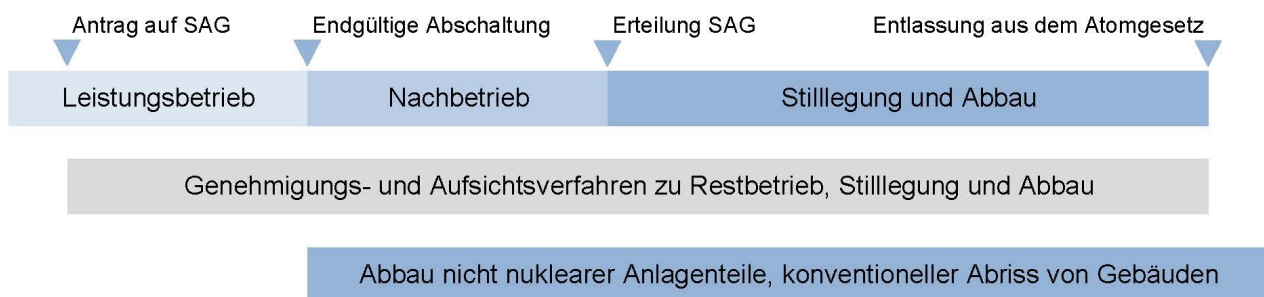 Antrag auf SAG
Endgültige Abschaltung
Erteilung SAG
Entlassung aus dem Atomgesetz
Leistungsbetrieb
Nachbetrieb
Stilllegung und Abbau
Genehmigungs- und Aufsichtsverfahren zu Restbetrieb, Stilllegung und Abbau
Abbau nicht nuklearer Anlagenteile, konventioneller Abriss von Gebäuden